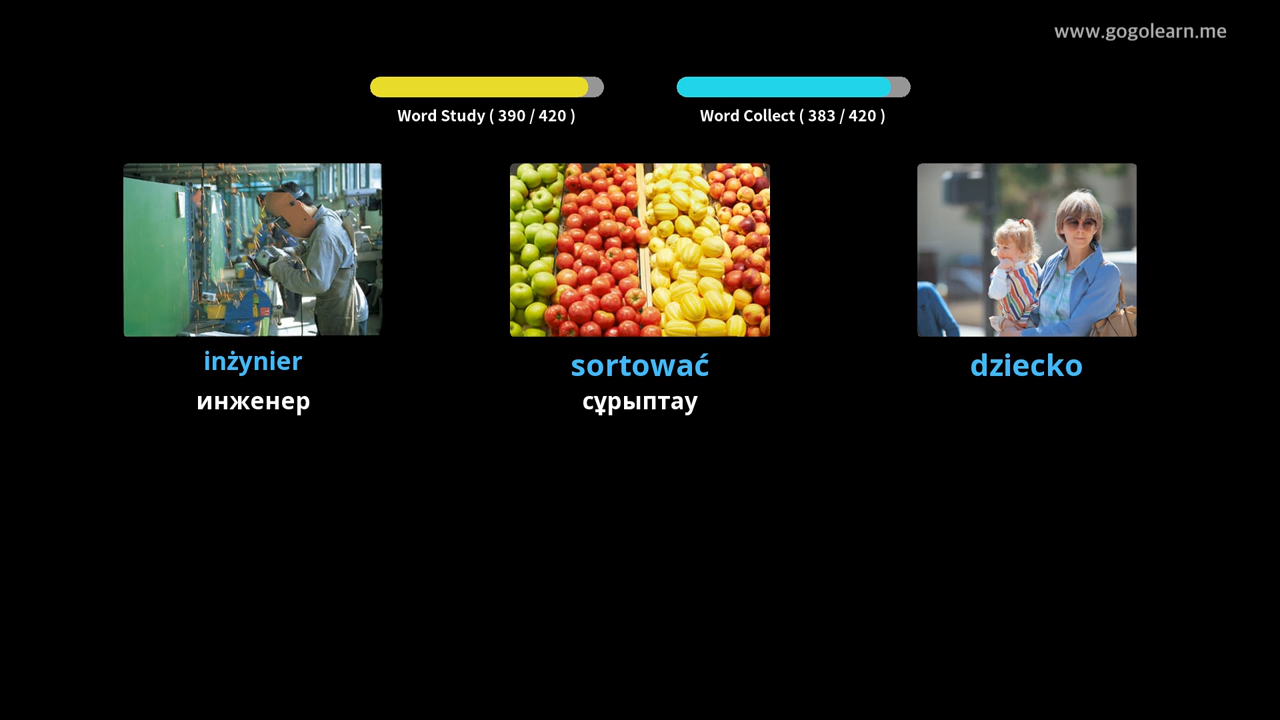 www.gogolearn.me
Word Study ( 390 / 420 )
Word Collect ( 383 / 420 )
inżynier
инженер
sortować
сұрыптау
dziecko